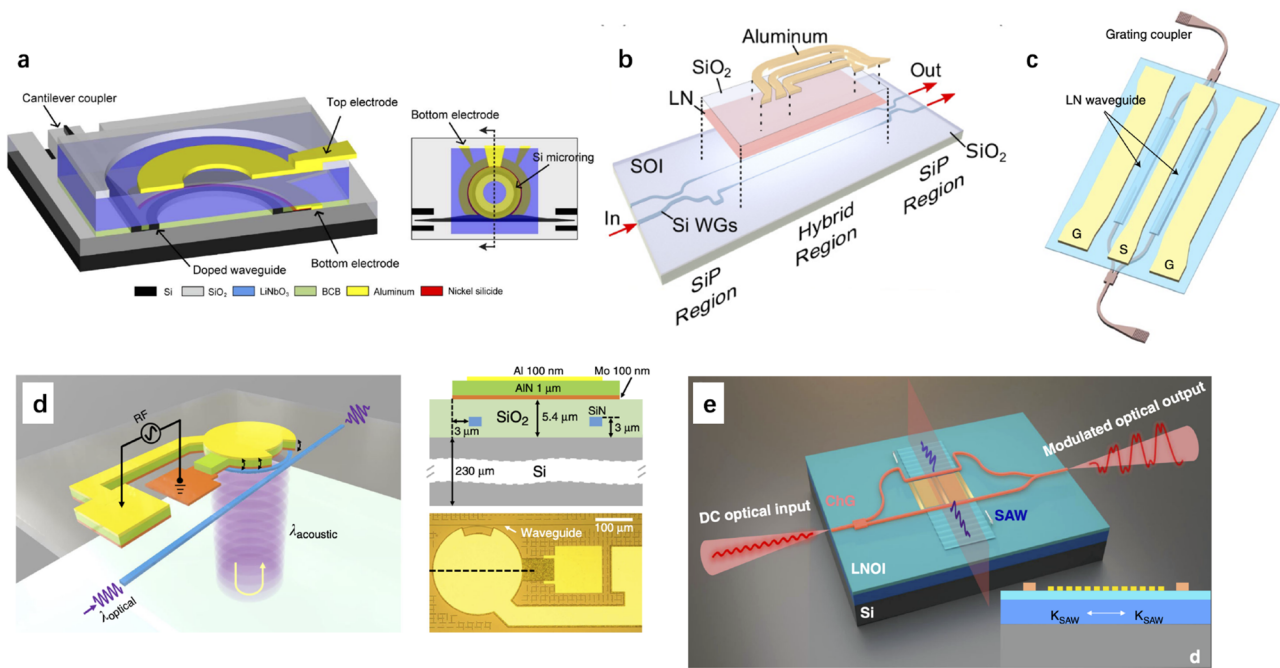 a
Cantilever coupler
Top electrode
Doped waveguide
Bottom electrode
Bottom electrode
Si microring
Si
SiO₂
LiNbO₃
BCB
Aluminum
Nickel silicide
b
Aluminum
SiO₂
LN
Out
SOI
SiO₂
In
Si WGs
SiP
Region
Hybrid
Region
SiP
Region
c
Grating coupler
LN waveguide
G
S
G
d
RF
λacoustic
λoptical
Al 100 nm
Mo 100 nm
AlN 1 μm
SiO₂
5.4 μm
SiN
3 μm
3 μm
230 μm
Si
100 μm
Waveguide
e
Modulated optical output
DC optical input
ChG
SAW
LNOI
Si
K_SAW
K_SAW
d